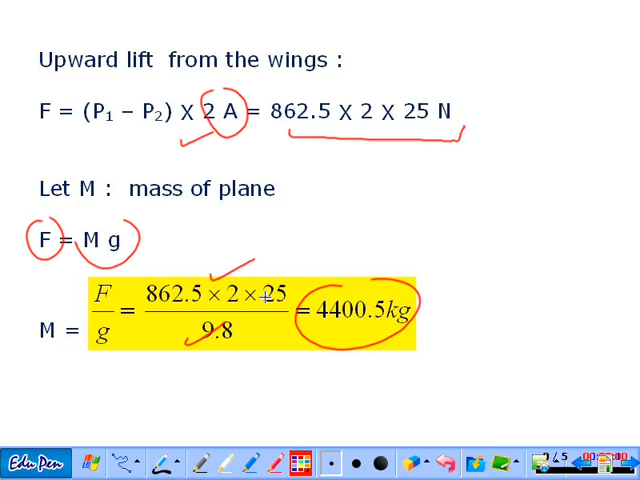 Upward lift from the wings :
F = (P₁ – P₂) X 2 A = 862.5 X 2 X 25 N
Let M : mass of plane
F = M g
M = F/g = 862.5 × 2 × 25 / 9.8 = 4400.5kg
Edu Pen